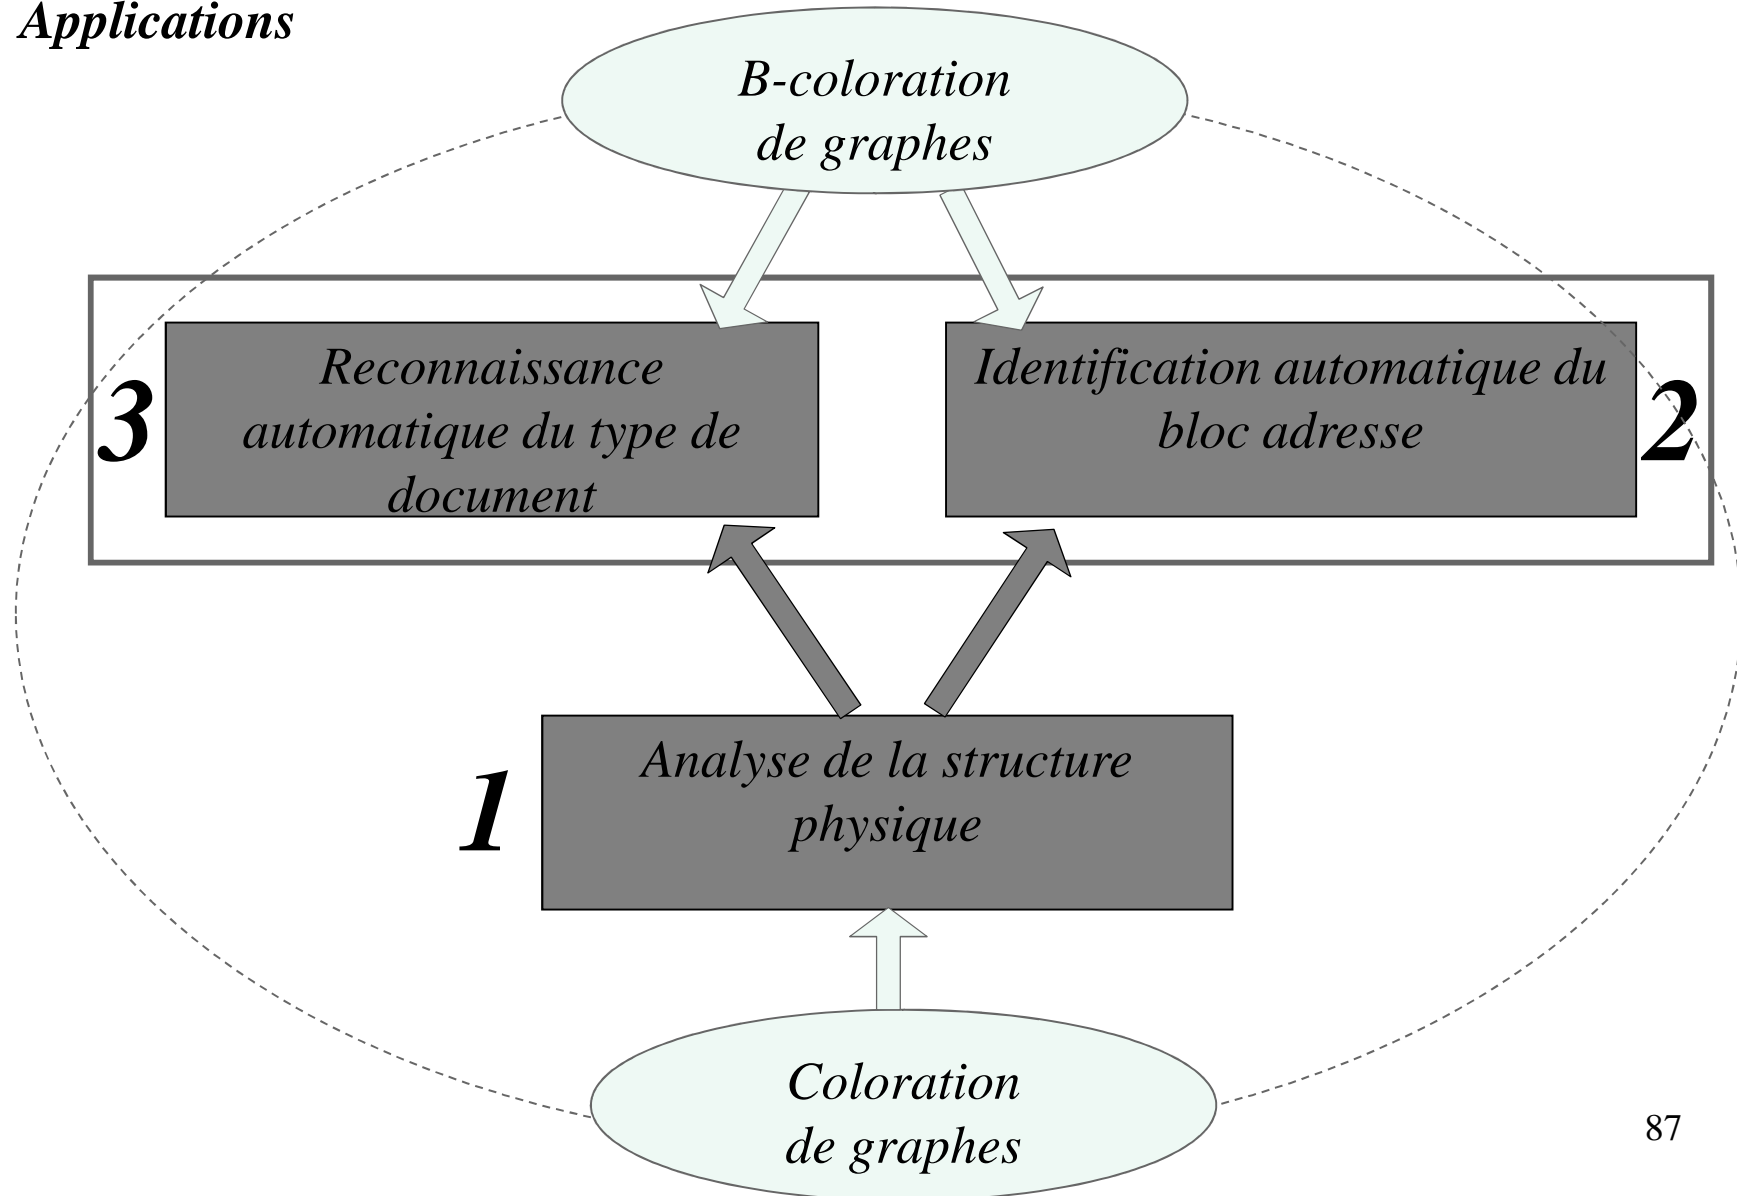 Applications
B-coloration
de graphes
3
Reconnaissance
automatique du type de
document
Identification automatique du
bloc adresse
2
1
Analyse de la structure
physique
Coloration
de graphes
87